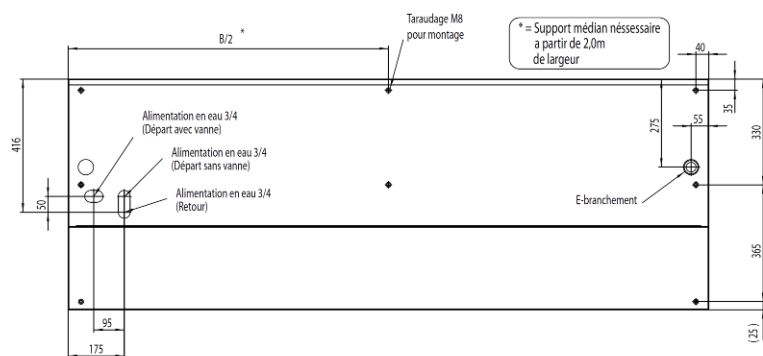 B/2 *
Taraudage M8
pour montage
* = Support médian néssessaire
a partir de 2,0m
de largeur
40
35
416
Alimentation en eau 3/4
(Départ avec vanne)
Alimentation en eau 3/4
(Départ sans vanne)
Alimentation en eau 3/4
(Retour)
50
275
55
330
E-branchement
365
95
175
(25)